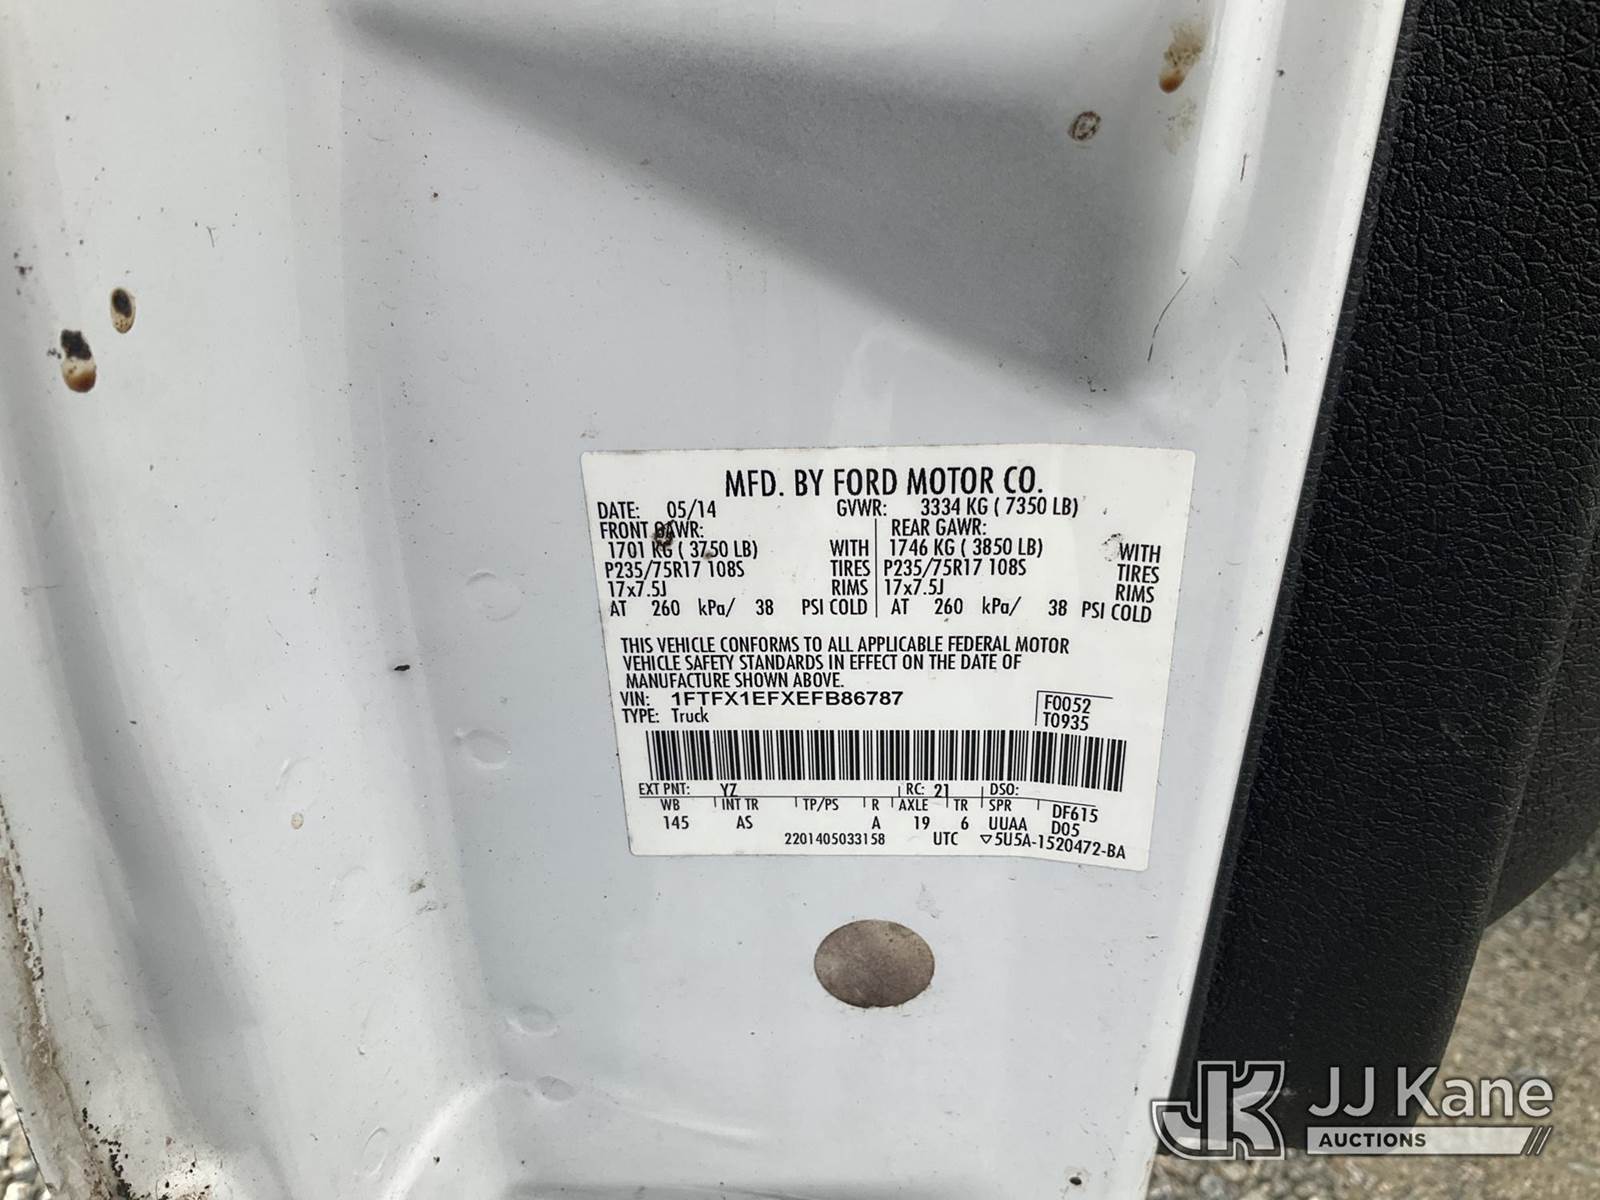 MFD. BY FORD MOTOR CO.
DATE: 05/14 GVWR: 3334 KG ( 7350 LB)
FRONT GAWR: REAR GAWR:
1701 KG ( 3750 LB) WITH 1746 KG ( 3850 LB) WITH
P235/75R17 108S TIRES P235/75R17 108S TIRES
17x7.5J RIMS 17x7.5J RIMS
AT 260 kPa/ 38 PSI COLD AT 260 kPa/ 38 PSI COLD
THIS VEHICLE CONFORMS TO ALL APPLICABLE FEDERAL MOTOR
VEHICLE SAFETY STANDARDS IN EFFECT ON THE DATE OF
MANUFACTURE SHOWN ABOVE.
VIN: 1FTFX1EFXEFB86787 F0052
TYPE: Truck T0935
EXT PNT: YZ RC: 21 DSO:
WB INT TR TP/PS R AXLE TR SPR DF615
145 AS A 19 6 UUAA D05
2201405033158 UTC ▽5U5A-1520472-BA
JK JJ Kane
AUCTIONS